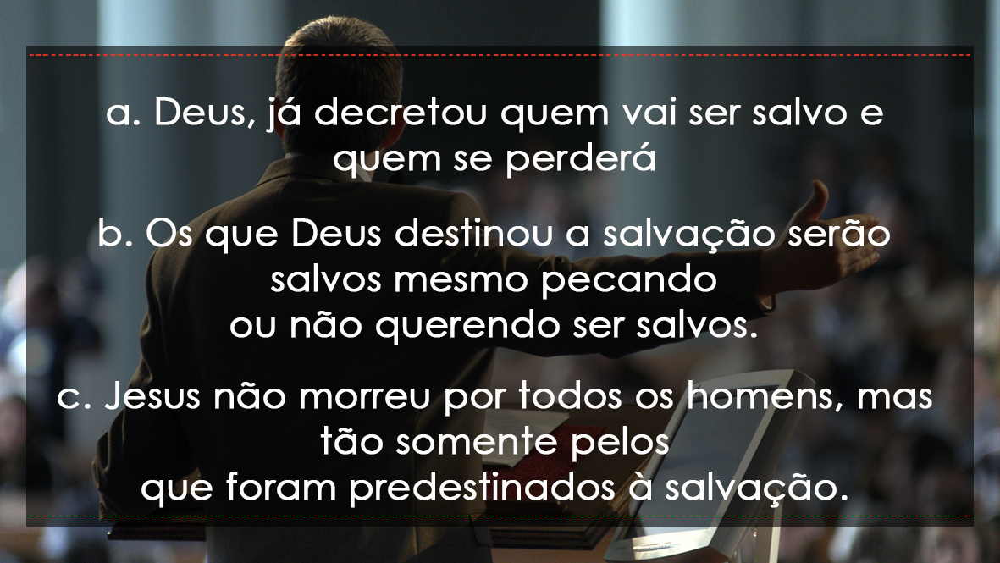 a. Deus, já decretou quem vai ser salvo e
quem se perderá
b. Os que Deus destinou a salvação serão
salvos mesmo pecando
ou não querendo ser salvos.
c. Jesus não morreu por todos os homens, mas
tão somente pelos
que foram predestinados à salvação.